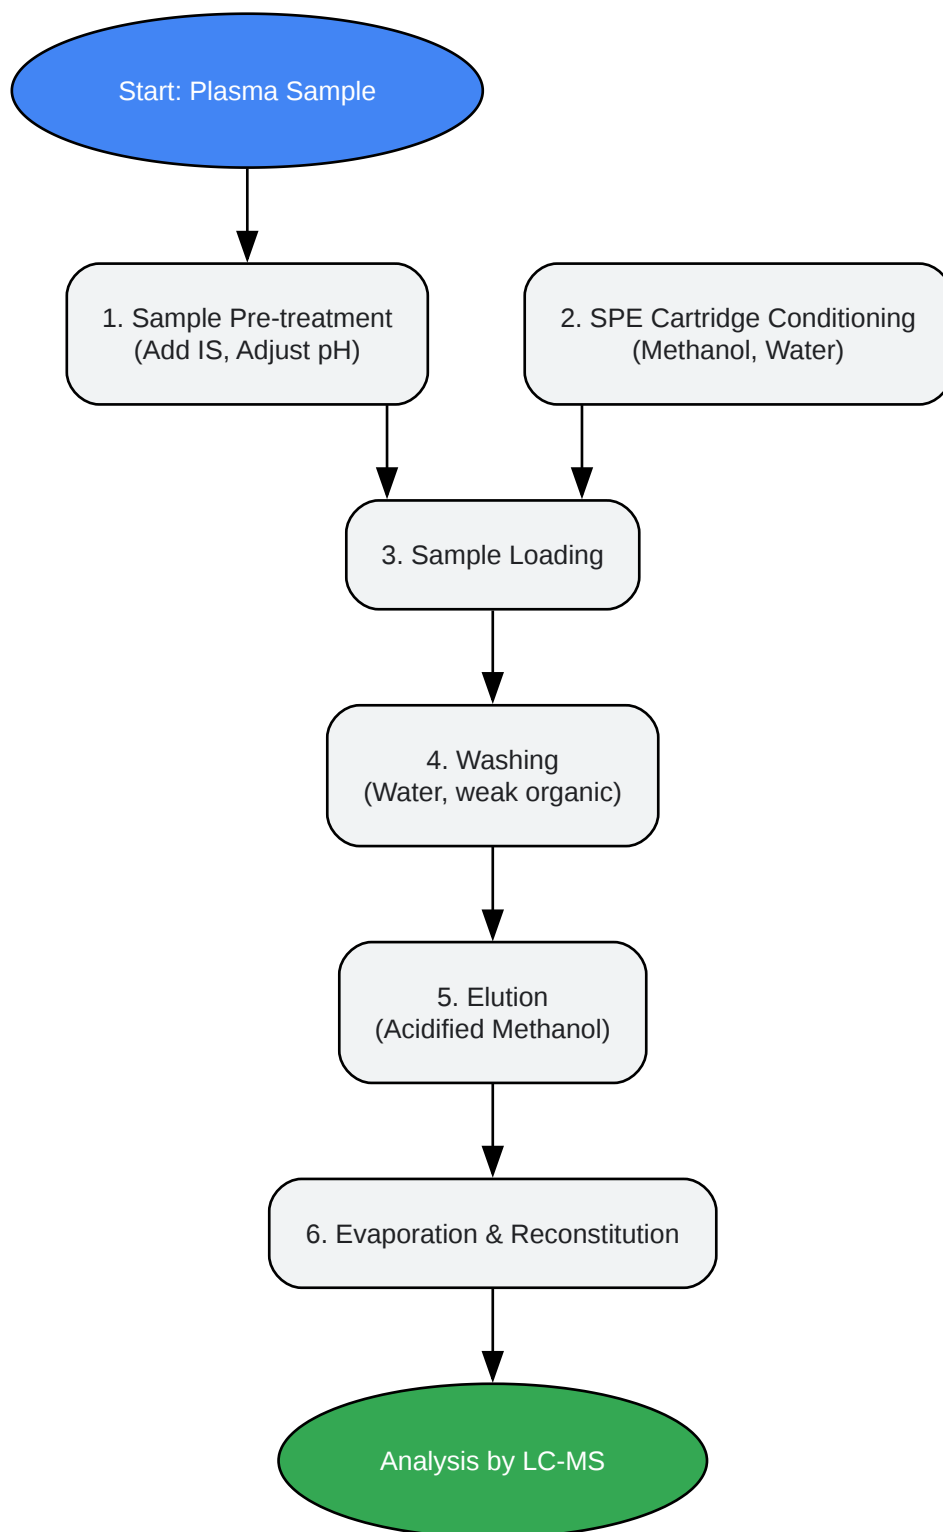 Start: Plasma Sample
1. Sample Pre-treatment
(Add IS, Adjust pH)
2. SPE Cartridge Conditioning
(Methanol, Water)
3. Sample Loading
4. Washing
(Water, weak organic)
5. Elution
(Acidified Methanol)
6. Evaporation & Reconstitution
Analysis by LC-MS